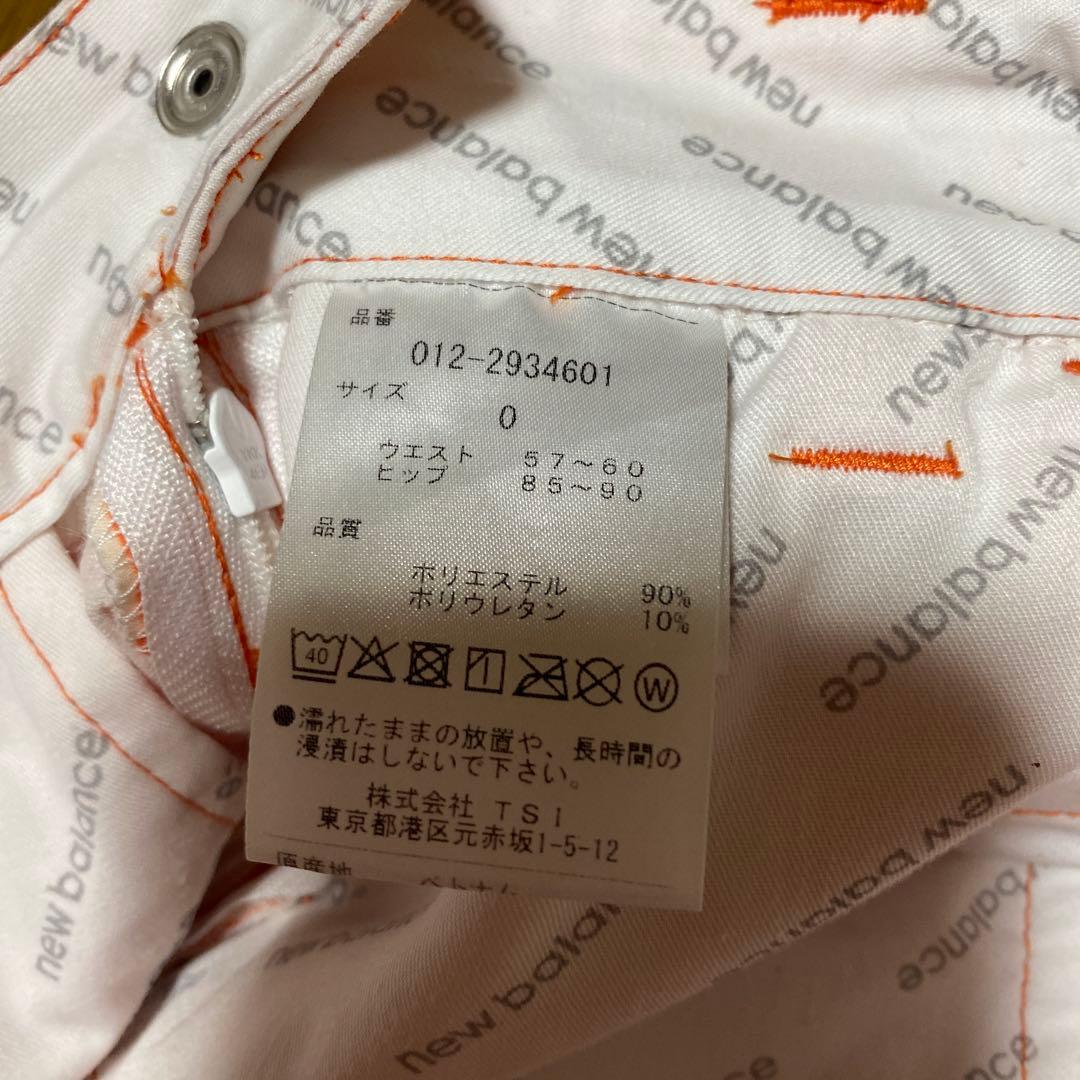 品番
012-2934601
サイズ
0
ウエスト 57～60
ヒップ 85～90
品質
ポリエステル 90%
ポリウレタン 10%
40
W
●濡れたままの放置や、長時間の
浸漬はしないで下さい。
株式会社 TSI
東京都港区元赤坂1-5-12
原産地 ベトナム
new balance
new balance
new balance
new balance
new balance
new balance
new balance
new balance